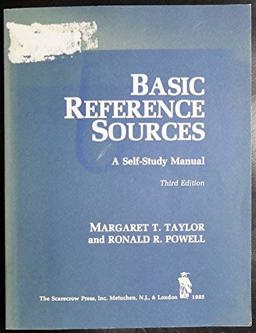 BASIC
REFERENCE
SOURCES
A Self-Study Manual
Third Edition
MARGARET T. TAYLOR
and RONALD R. POWELL
The Scarecrow Press, Inc. Metuchen, N.J., & London 1985